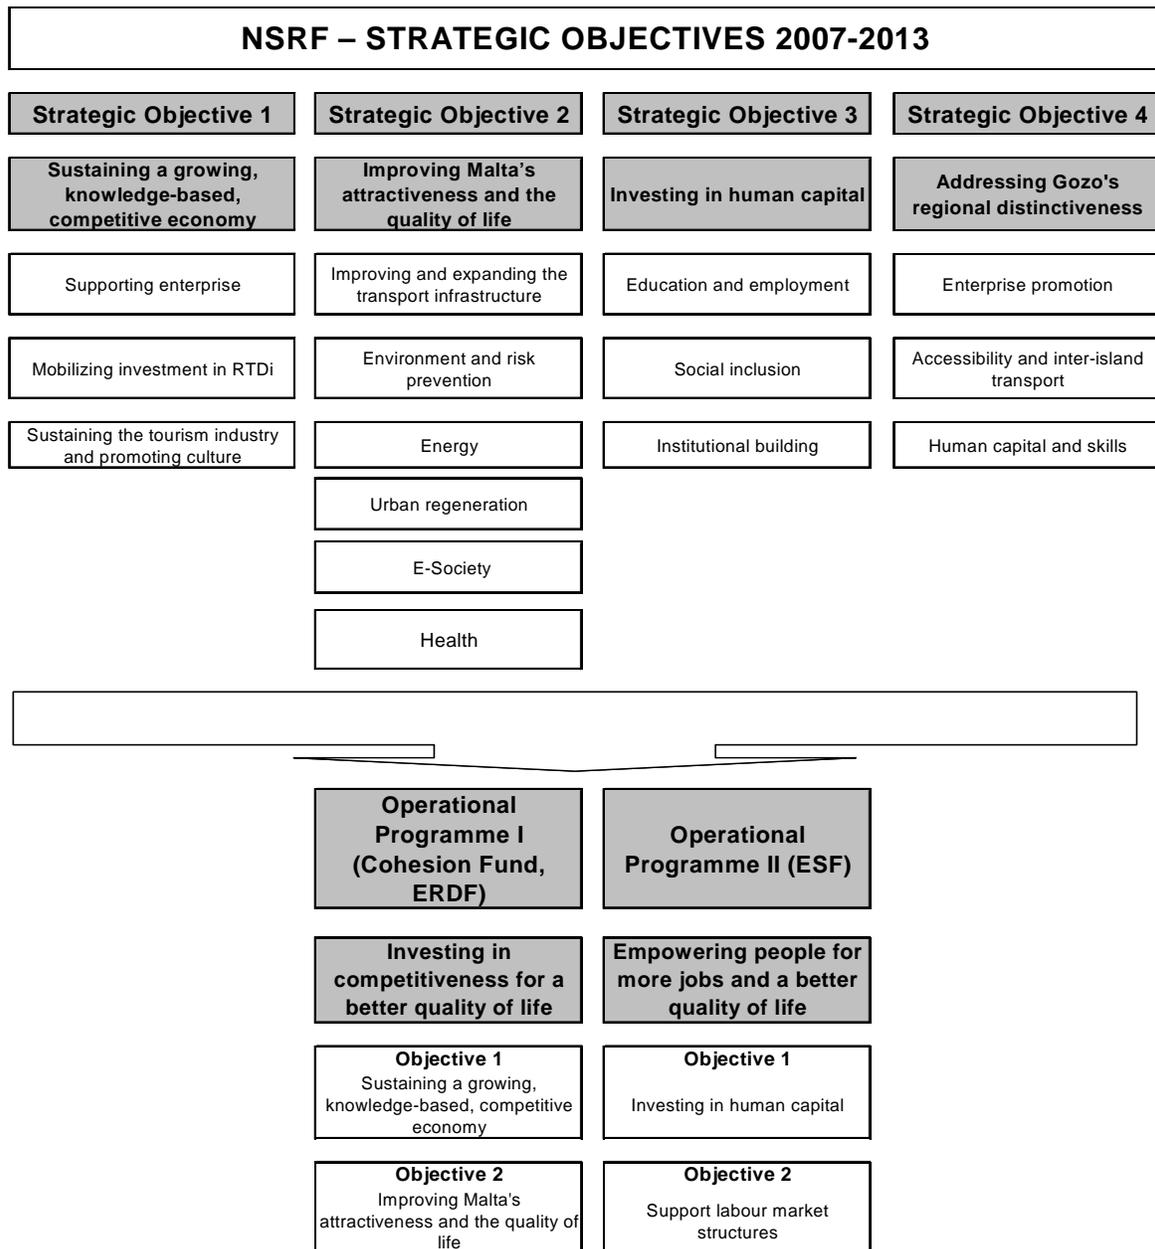 NSRF – STRATEGIC OBJECTIVES 2007-2013
Strategic Objective 1
Strategic Objective 2
Strategic Objective 3
Strategic Objective 4
Sustaining a growing,
knowledge-based,
competitive economy
Improving Malta's
attractiveness and the
quality of life
Investing in human capital
Addressing Gozo's
regional distinctiveness
Supporting enterprise
Improving and expanding the
transport infrastructure
Education and employment
Enterprise promotion
Mobilizing investment in RTDi
Environment and risk
prevention
Social inclusion
Accessibility and inter-island
transport
Sustaining the tourism industry
and promoting culture
Energy
Institutional building
Human capital and skills
Urban regeneration
E-Society
Health
Operational
Programme I
(Cohesion Fund,
ERDF)
Operational
Programme II (ESF)
Investing in
competitiveness for a
better quality of life
Empowering people for
more jobs and a better
quality of life
Objective 1
Sustaining a growing,
knowledge-based, competitive
economy
Objective 1
Investing in human capital
Objective 2
Improving Malta's
attractiveness and the quality of
life
Objective 2
Support labour market
structures